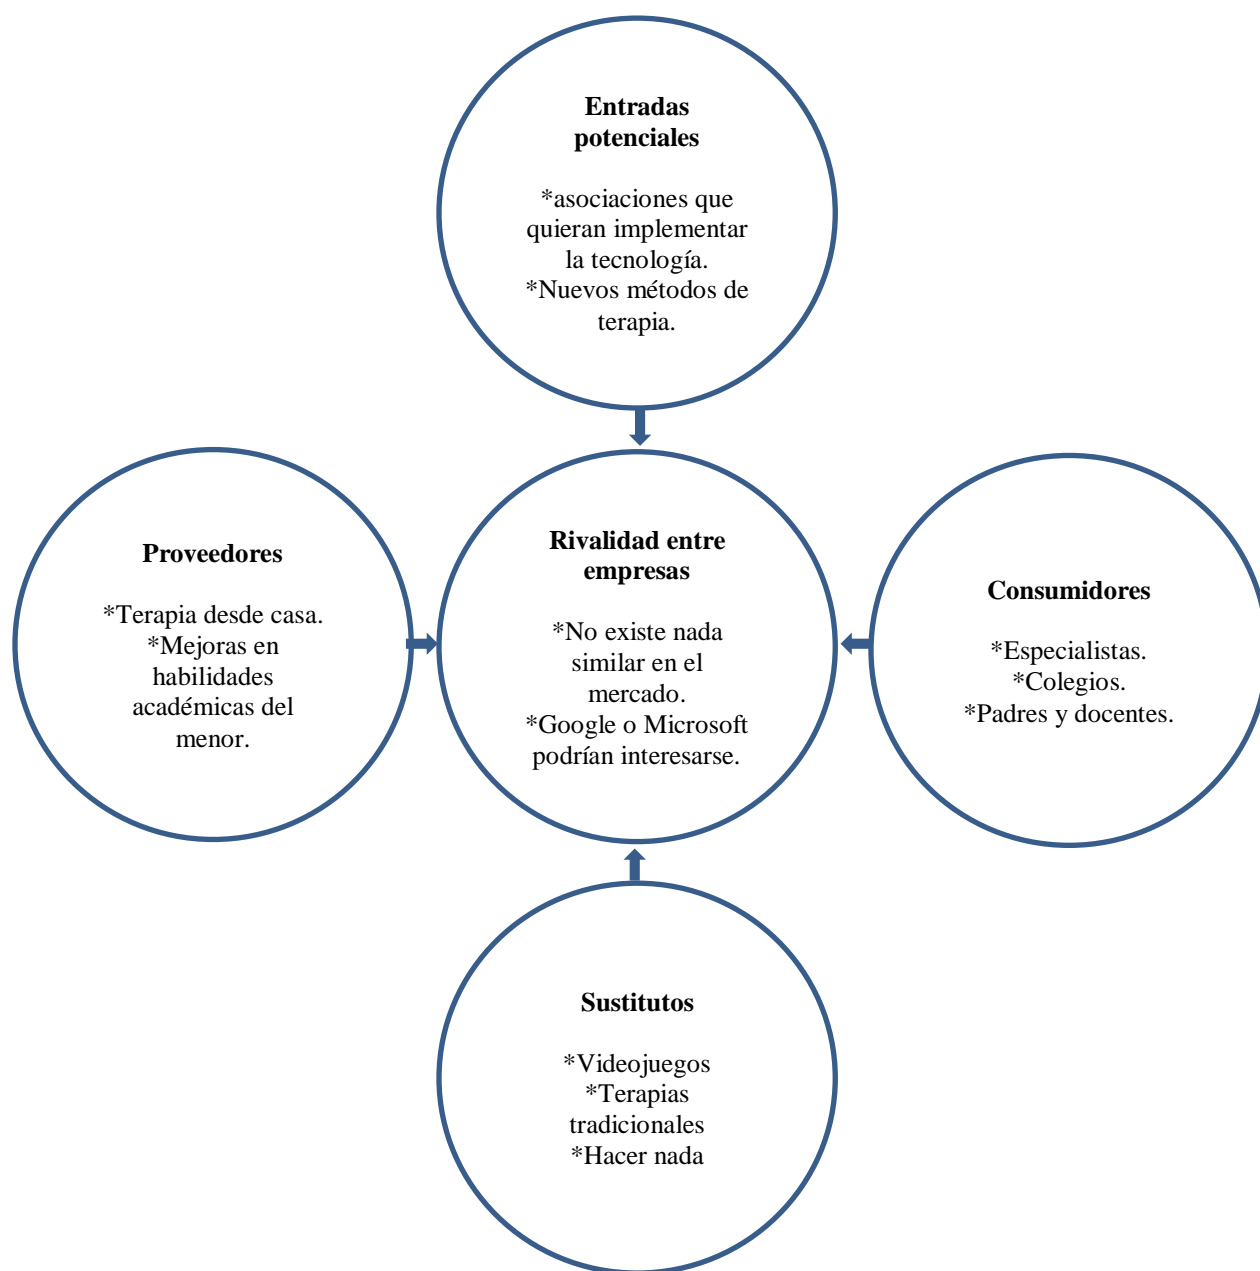 Entradas
potenciales
*asociaciones que
quieran implementar
la tecnología.
*Nuevos métodos de
terapia.
Proveedores
*Terapia desde casa.
*Mejoras en
habilidades
académicas del
menor.
Rivalidad entre
empresas
*No existe nada
similar en el
mercado.
*Google o Microsoft
podrían interesarse.
Consumidores
*Especialistas.
*Colegios.
*Padres y docentes.
Sustitutos
*Videojuegos
*Terapias
tradicionales
*Hacer nada